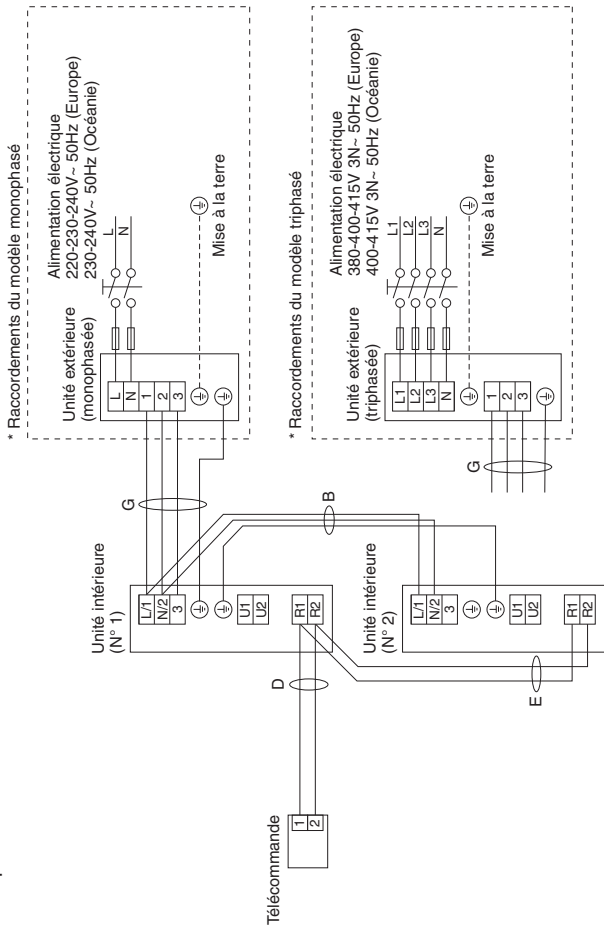 * Raccordements du modèle monophasé
Alimentation électrique
220-230-240V~ 50Hz (Europe)
230-240V~ 50Hz (Océanie)
Unité extérieure
(monophasée)
L
N
L
N
1
2
3
Mise à la terre
G
Unité intérieure
(N° 1)
L/1
N/2
3
U1
U2
R1
R2
B
D
Télécommande
1
2
* Raccordements du modèle triphasé
Alimentation électrique
380-400-415V 3N~ 50Hz (Europe)
400-415V 3N~ 50Hz (Océanie)
Unité extérieure
(triphasée)
L1
L2
L3
N
L1
L2
L3
N
1
2
3
Mise à la terre
G
Unité intérieure
(N° 2)
L/1
N/2
3
U1
U2
R1
R2
E